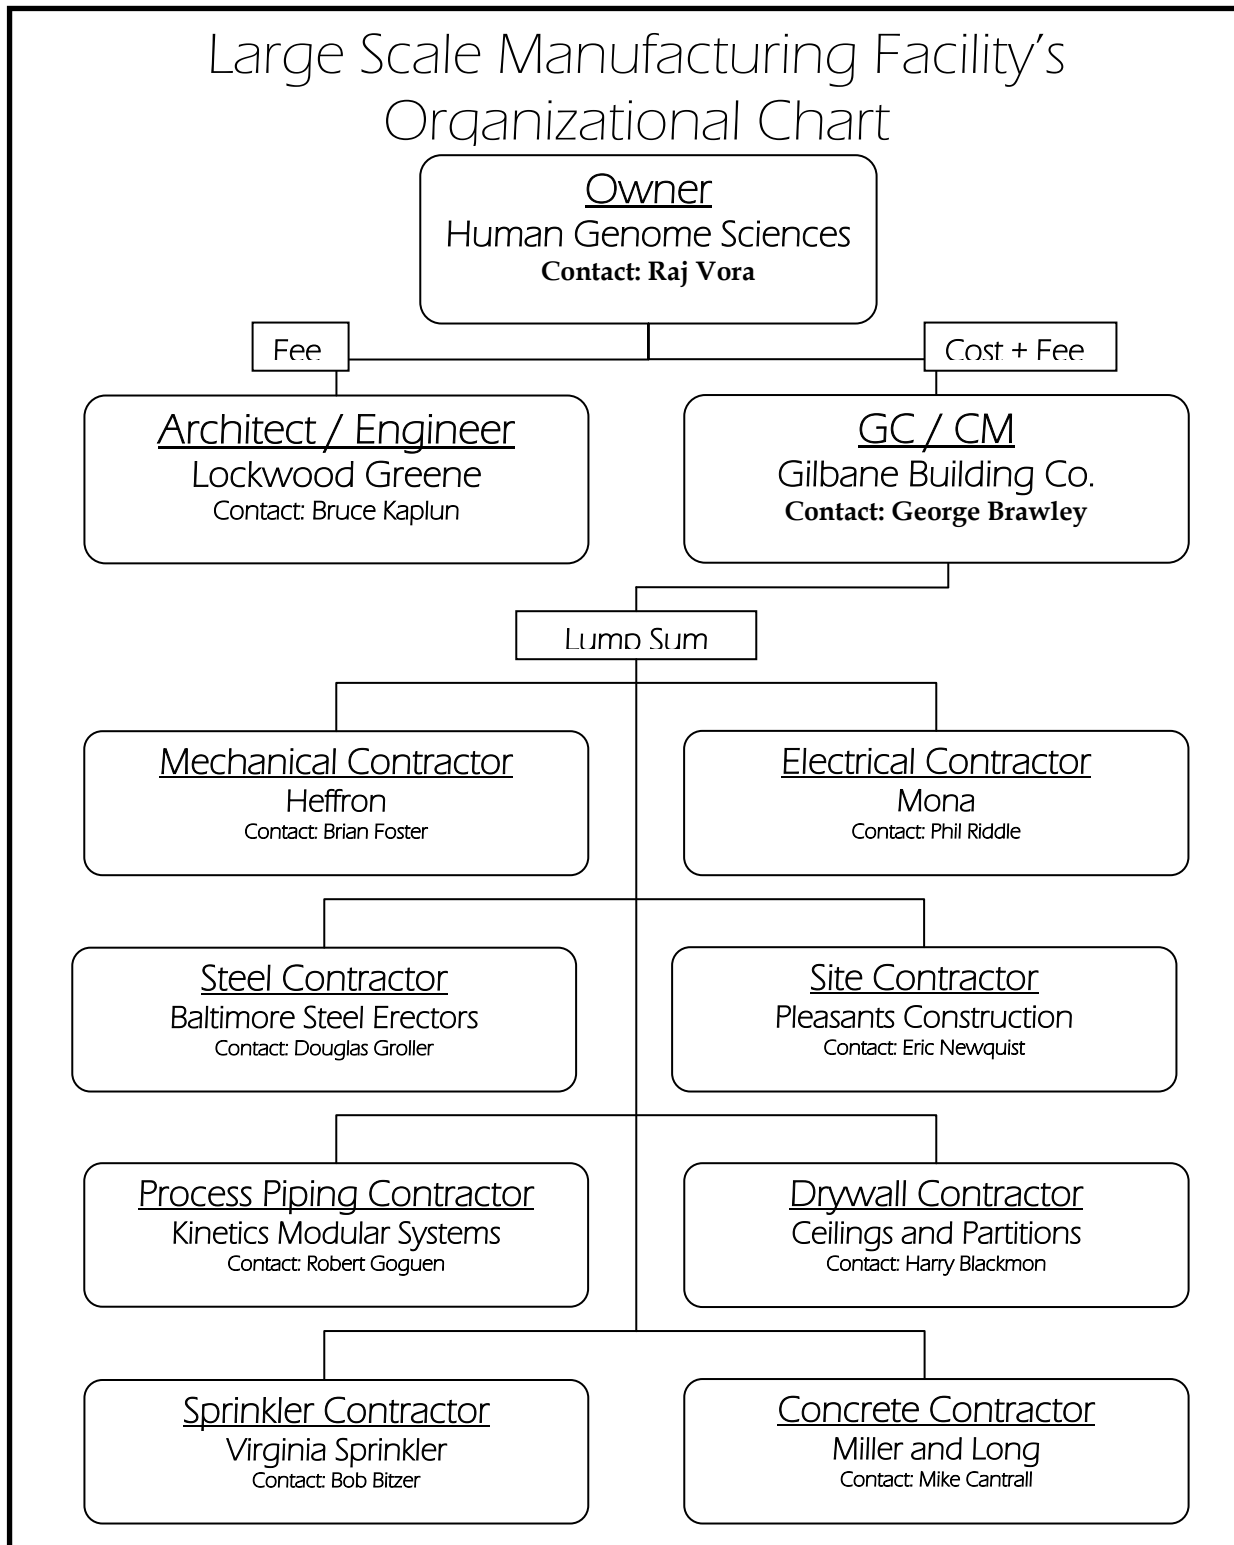 Large Scale Manufacturing Facility's
Organizational Chart
Owner
Human Genome Sciences
Contact: Raj Vora
Fee
Cost + Fee
Architect / Engineer
Lockwood Greene
Contact: Bruce Kaplun
GC / CM
Gilbane Building Co.
Contact: George Brawley
Lump Sum
Mechanical Contractor
Heffron
Contact: Brian Foster
Electrical Contractor
Mona
Contact: Phil Riddle
Steel Contractor
Baltimore Steel Erectors
Contact: Douglas Groller
Site Contractor
Pleasants Construction
Contact: Eric Newquist
Process Piping Contractor
Kinetics Modular Systems
Contact: Robert Goguen
Drywall Contractor
Ceilings and Partitions
Contact: Harry Blackmon
Sprinkler Contractor
Virginia Sprinkler
Contact: Bob Bitzer
Concrete Contractor
Miller and Long
Contact: Mike Cantrall